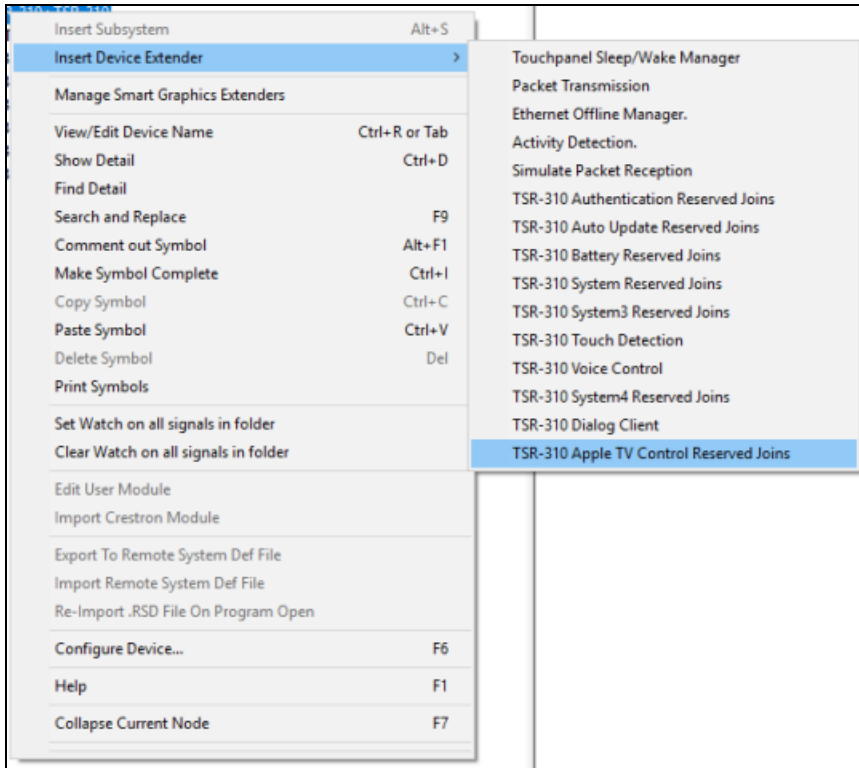 Insert Subsystem Alt+S
Insert Device Extender >
Manage Smart Graphics Extenders
View/Edit Device Name Ctrl+R or Tab
Show Detail Ctrl+D
Find Detail
Search and Replace F9
Comment out Symbol Alt+F1
Make Symbol Complete Ctrl+I
Copy Symbol Ctrl+C
Paste Symbol Ctrl+V
Delete Symbol Del
Print Symbols
Set Watch on all signals in folder
Clear Watch on all signals in folder
Edit User Module
Import Crestron Module
Export To Remote System Def File
Import Remote System Def File
Re-Import .RSD File On Program Open
Configure Device... F6
Help F1
Collapse Current Node F7
Touchpanel Sleep/Wake Manager
Packet Transmission
Ethernet Offline Manager.
Activity Detection.
Simulate Packet Reception
TSR-310 Authentication Reserved Joins
TSR-310 Auto Update Reserved Joins
TSR-310 Battery Reserved Joins
TSR-310 System Reserved Joins
TSR-310 System3 Reserved Joins
TSR-310 Touch Detection
TSR-310 Voice Control
TSR-310 System4 Reserved Joins
TSR-310 Dialog Client
TSR-310 Apple TV Control Reserved Joins